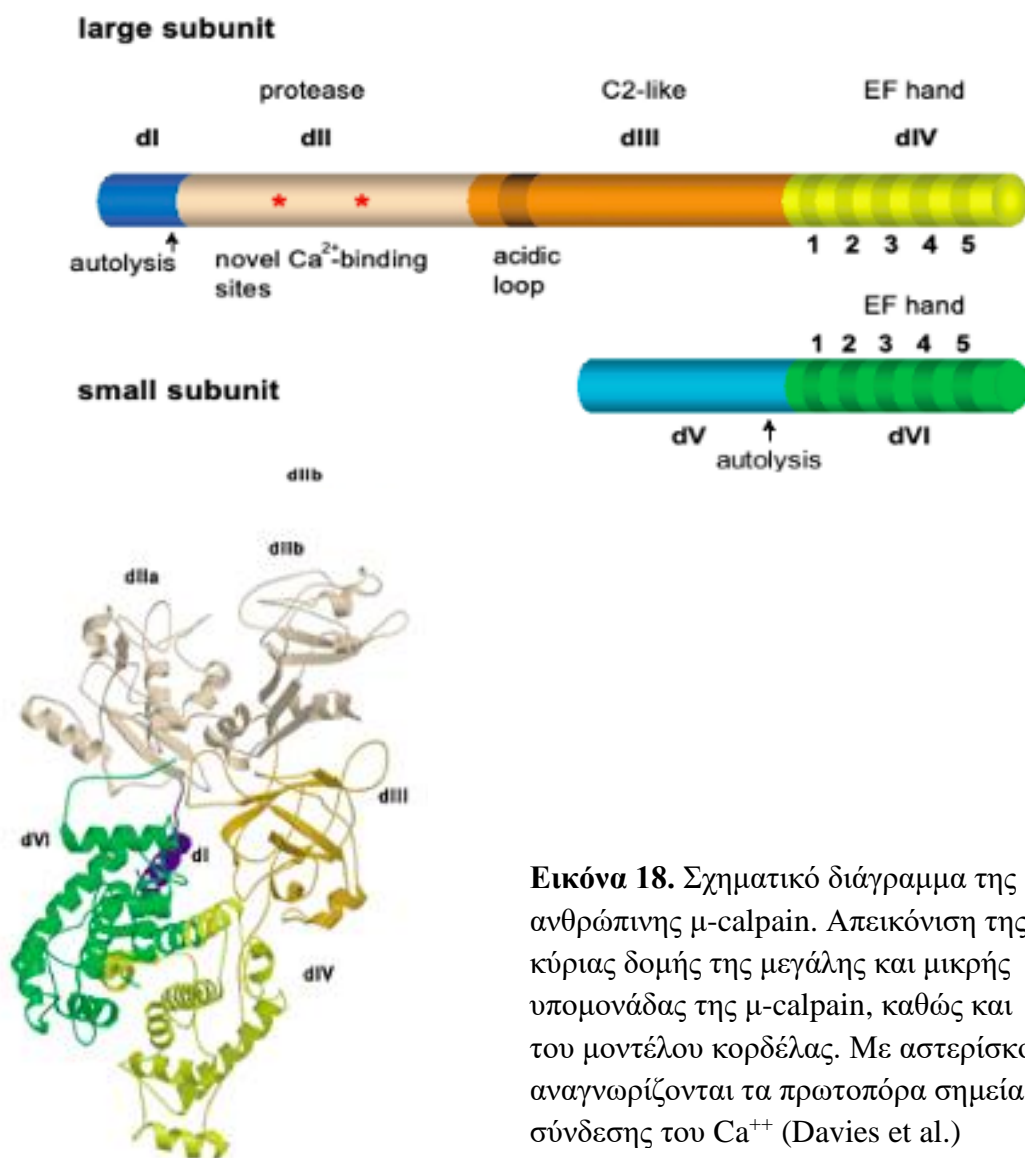 large subunit
protease C2-like EF hand
dI dII dIII dIV
* *
autolysis novel Ca²⁺-binding sites acidic loop 1 2 3 4 5
EF hand
1 2 3 4 5
small subunit
dV dVI
autolysis
dIIb
dIIb
dIIa
dIII
dVI
dI
dIV
Εικόνα 18. Σχηματικό διάγραμμα της
ανθρώπινης μ-calpain. Απεικόνιση της
κύριας δομής της μεγάλης και μικρής
υπομονάδας της μ-calpain, καθώς και
του μοντέλου κορδέλας. Με αστερίσκο
αναγνωρίζονται τα πρωτοπόρα σημεία
σύνδεσης του Ca⁺⁺ (Davies et al.)